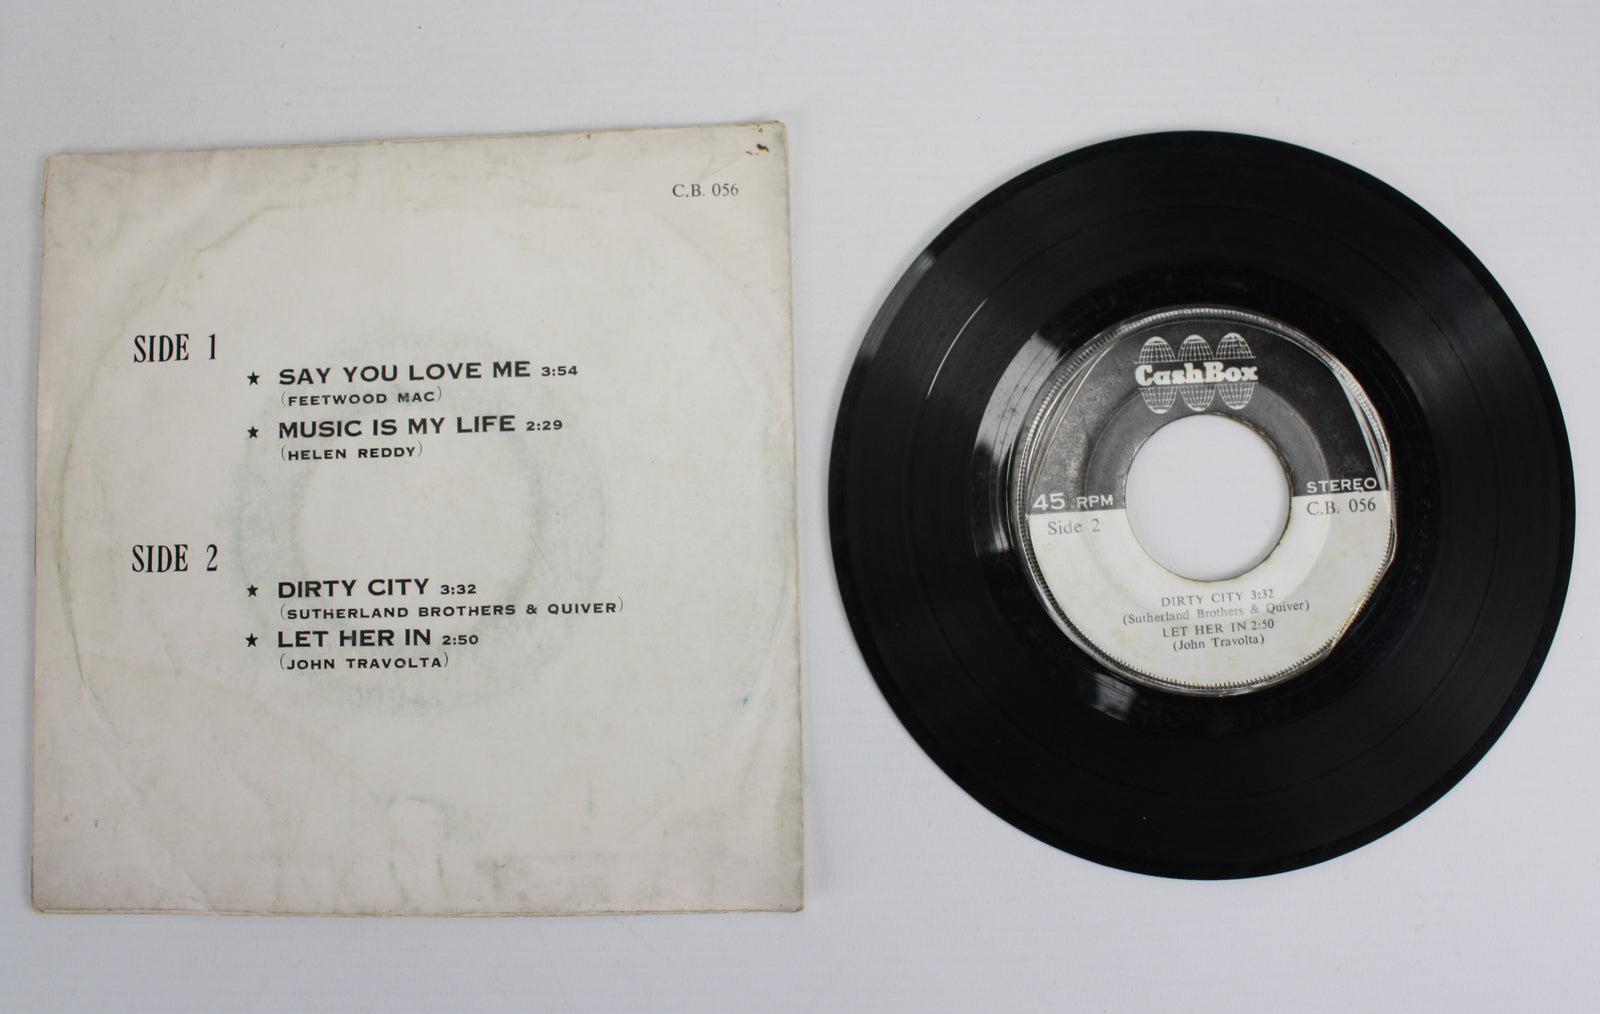 C.B. 056
SIDE 1
★ SAY YOU LOVE ME 3:54
(FEETWOOD MAC)
★ MUSIC IS MY LIFE 2:29
(HELEN REDDY)
SIDE 2
★ DIRTY CITY 3:32
(SUTHERLAND BROTHERS & QUIVER)
★ LET HER IN 2:50
(JOHN TRAVOLTA)
CashBox
45 RPM
STEREO
Side 2
C.B. 056
DIRTY CITY 3:32
(Sutherland Brothers & Quiver)
LET HER IN 2:50
(John Travolta)